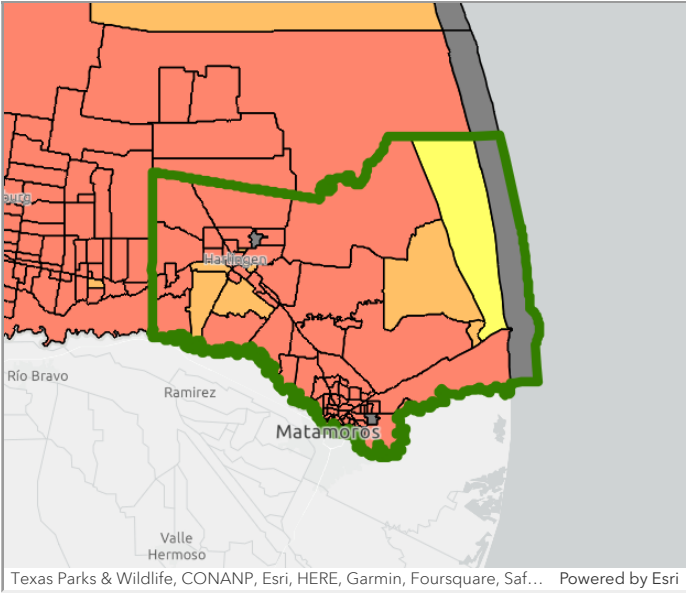 burg
Harlingen
Río Bravo
Ramirez
Matamoros
Valle
Hermoso
Texas Parks & Wildlife, CONANP, Esri, HERE, Garmin, Foursquare, Saf... Powered by Esri